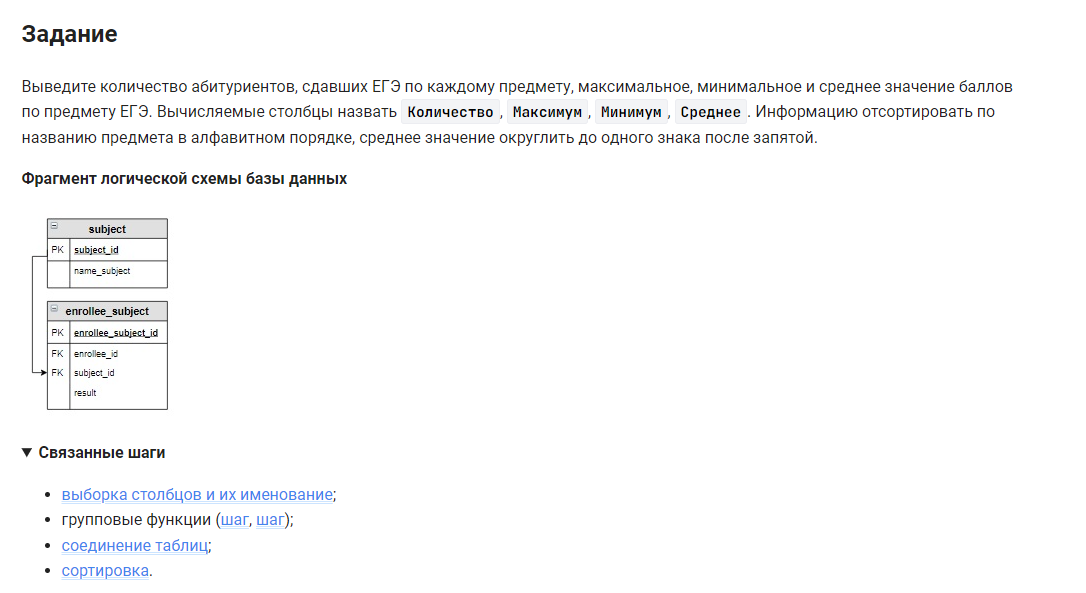 Задание
Выведите количество абитуриентов, сдавших ЕГЭ по каждому предмету, максимальное, минимальное и среднее значение баллов
по предмету ЕГЭ. Вычисляемые столбцы назвать Количество, Максимум, Минимум, Среднее. Информацию отсортировать по
названию предмета в алфавитном порядке, среднее значение округлить до одного знака после запятой.
Фрагмент логической схемы базы данных
subject
PK subject_id
name_subject
enrollee_subject
PK enrollee_subject_id
FK enrollee_id
FK subject_id
result
▼ Связанные шаги
• выборка столбцов и их именование;
• групповые функции (шаг, шаг);
• соединение таблиц;
• сортировка.